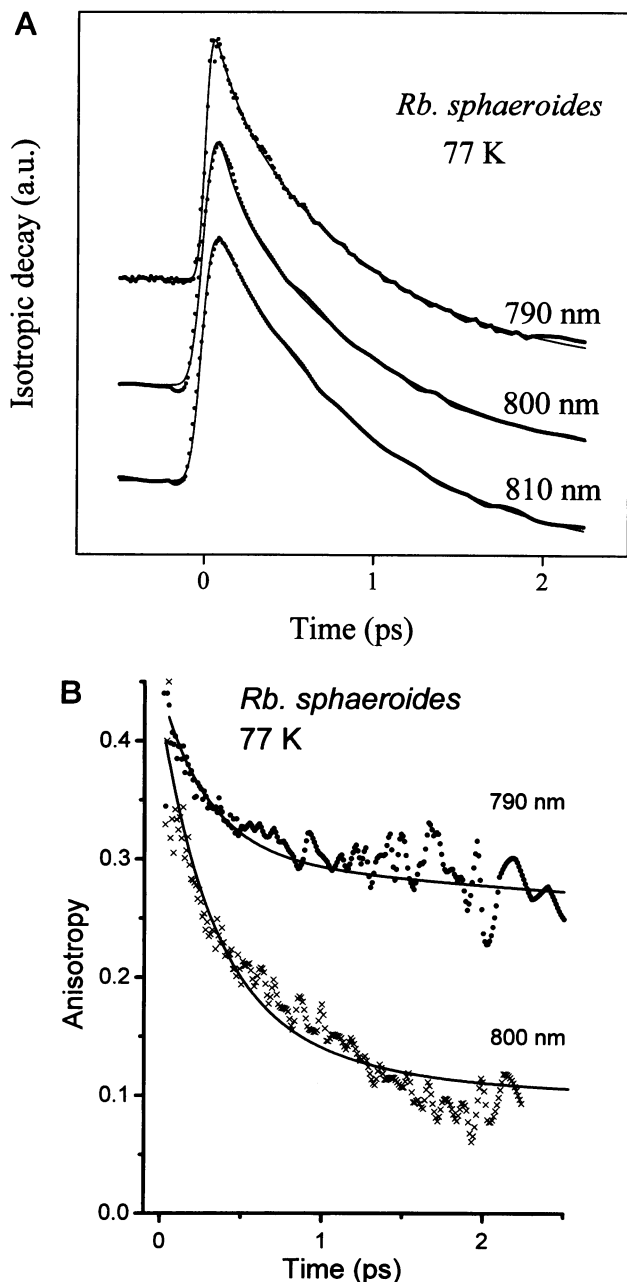 A
Isotropic decay (a.u.)
Rb. sphaeroides
77 K
790 nm
800 nm
810 nm
0
1
2
Time (ps)
B
Rb. sphaeroides
77 K
Anisotropy
0.4
0.3
0.2
0.1
0.0
790 nm
800 nm
0
1
2
Time (ps)